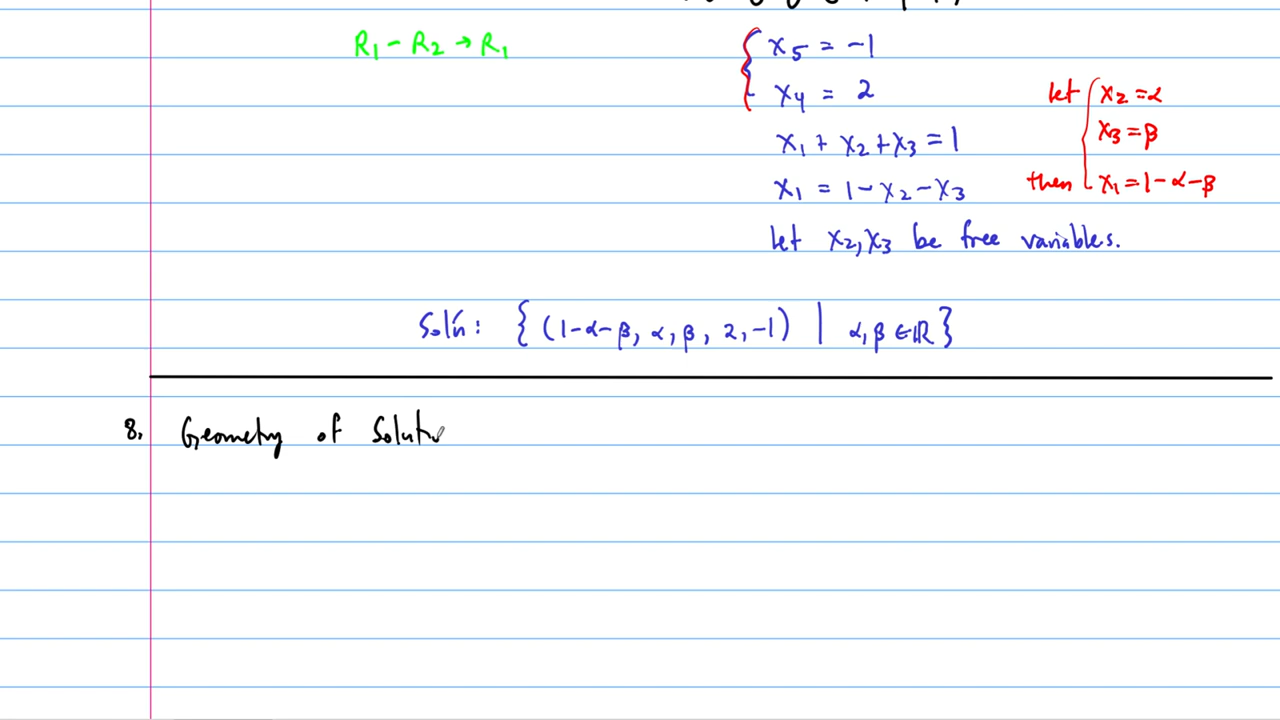 R₁ - R₂ → R₁
x₅ = -1
x₄ = 2
x₁ + x₂ + x₃ = 1
x₁ = 1 - x₂ - x₃
let x₂, x₃ be free variables.
let x₂ = α
x₃ = β
then x₁ = 1 - α - β
Sol'n: { (1-α-β, α, β, 2, -1) | α, β ∈ ℝ }
8. Geometry of Solutio